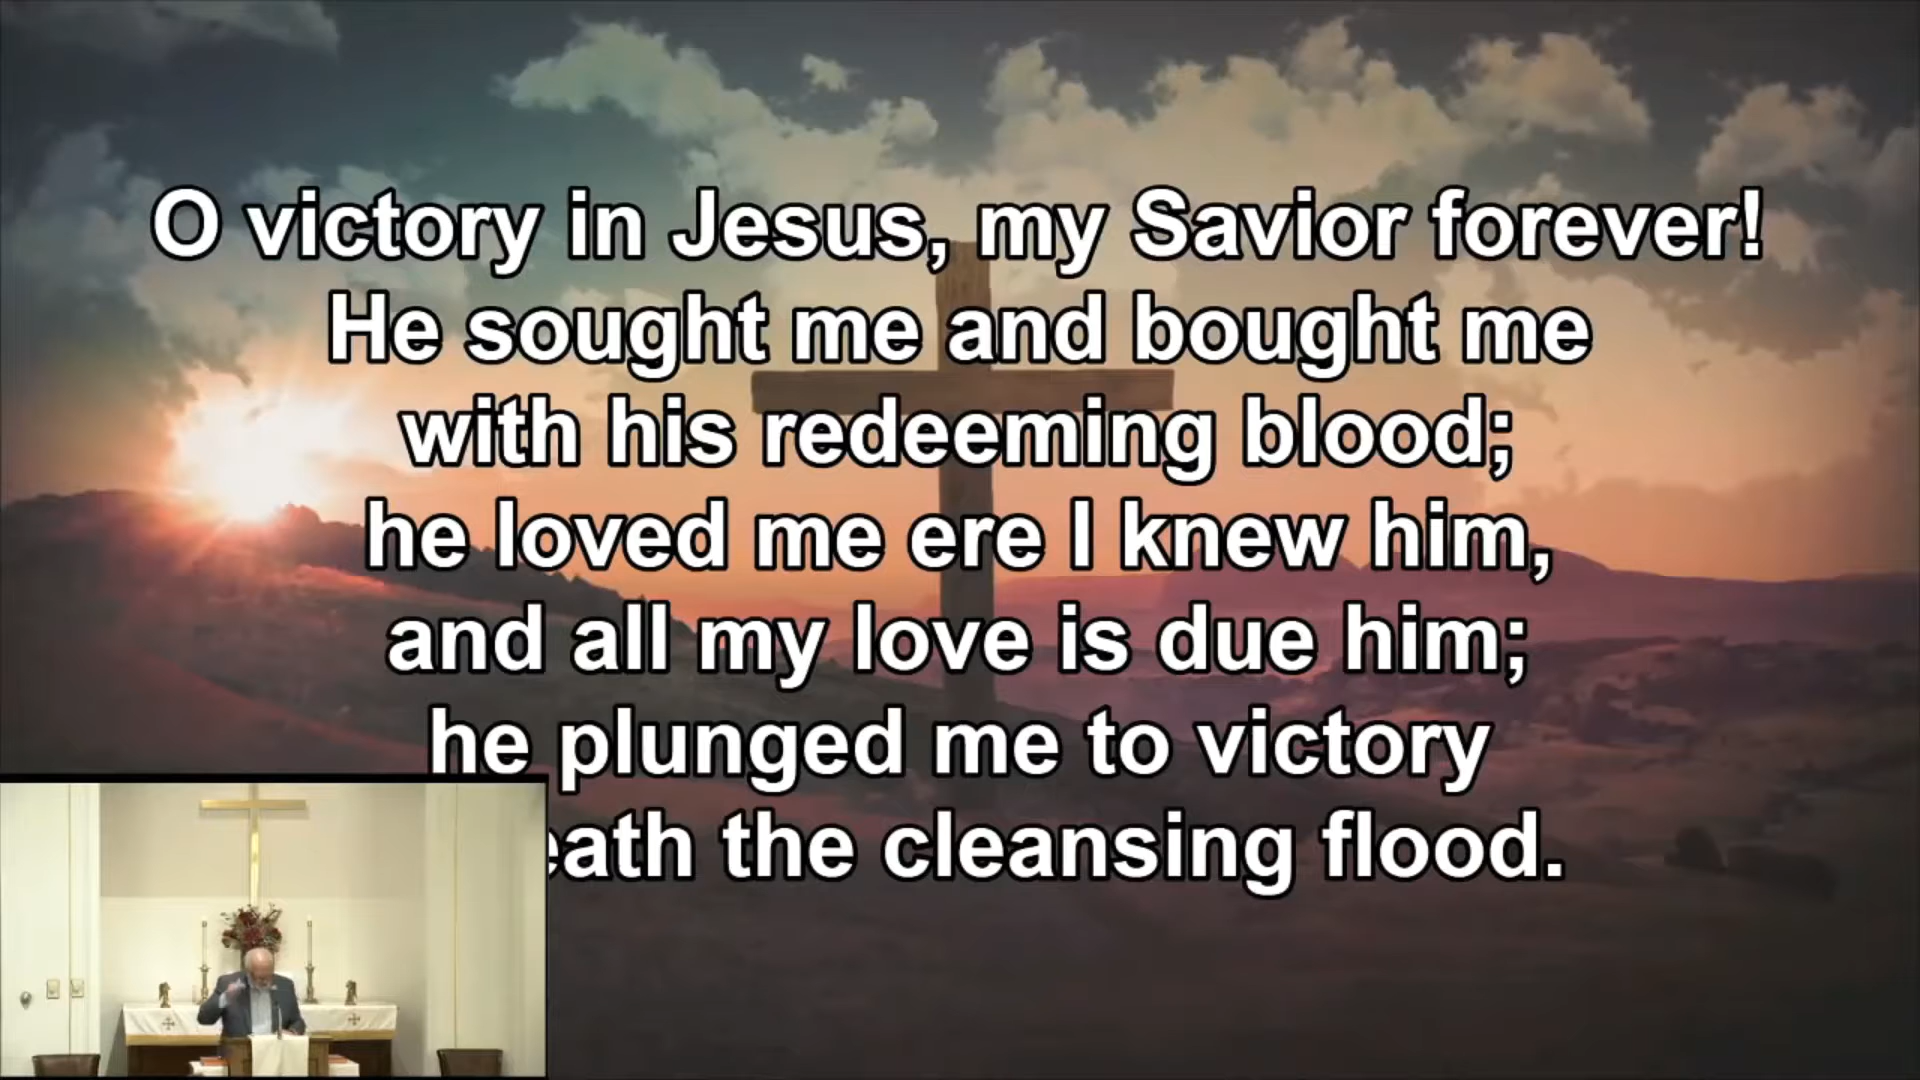 O victory in Jesus, my Savior forever!
He sought me and bought me
with his redeeming blood;
he loved me ere I knew him,
and all my love is due him;
he plunged me to victory
eath the cleansing flood.